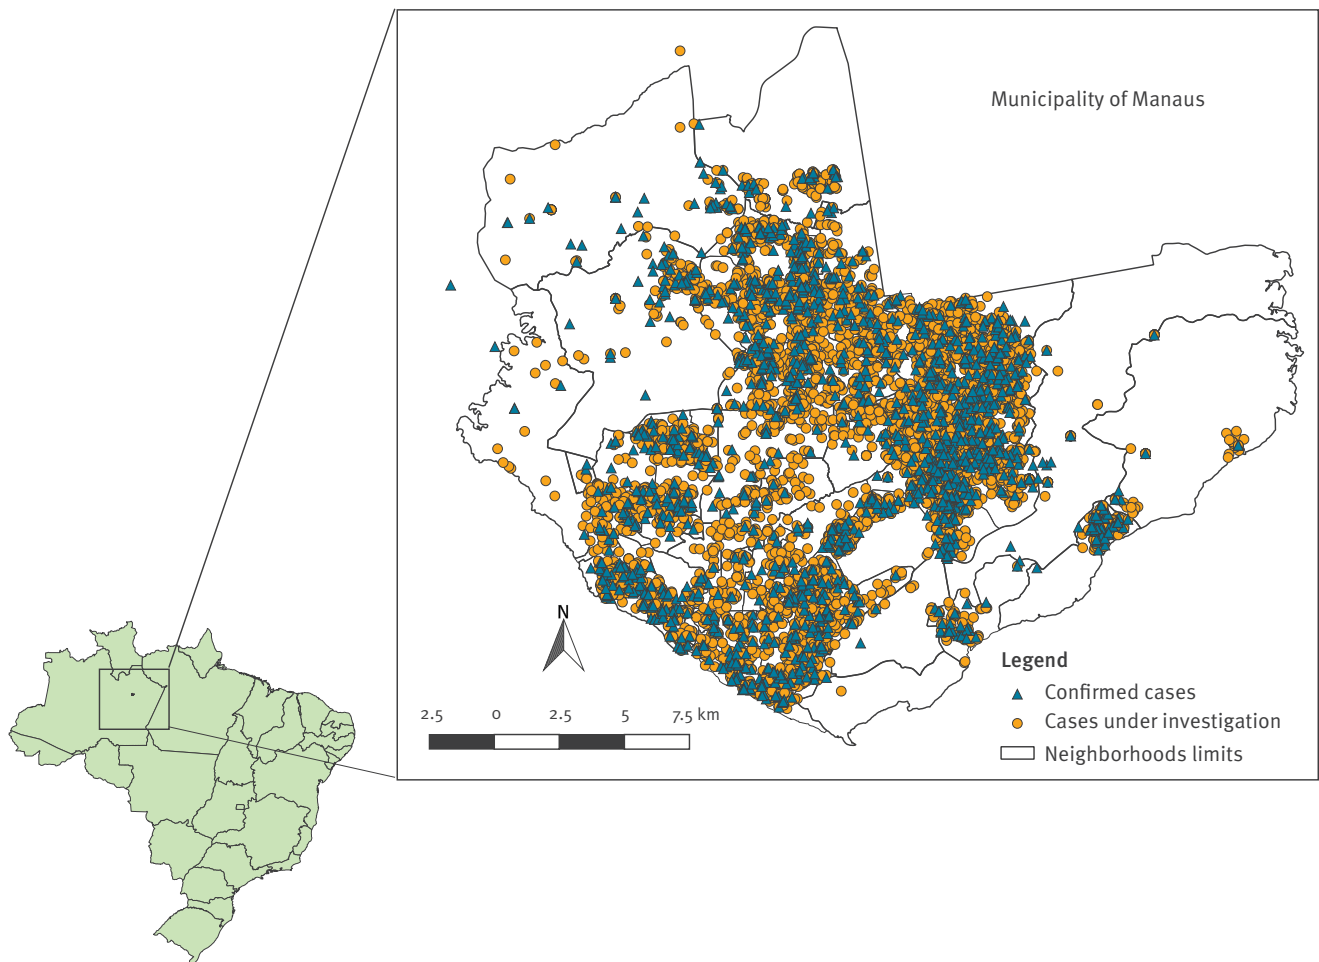 Municipality of Manaus
N
Legend
Confirmed cases
Cases under investigation
Neighborhoods limits
2.5 0 2.5 5 7.5 km